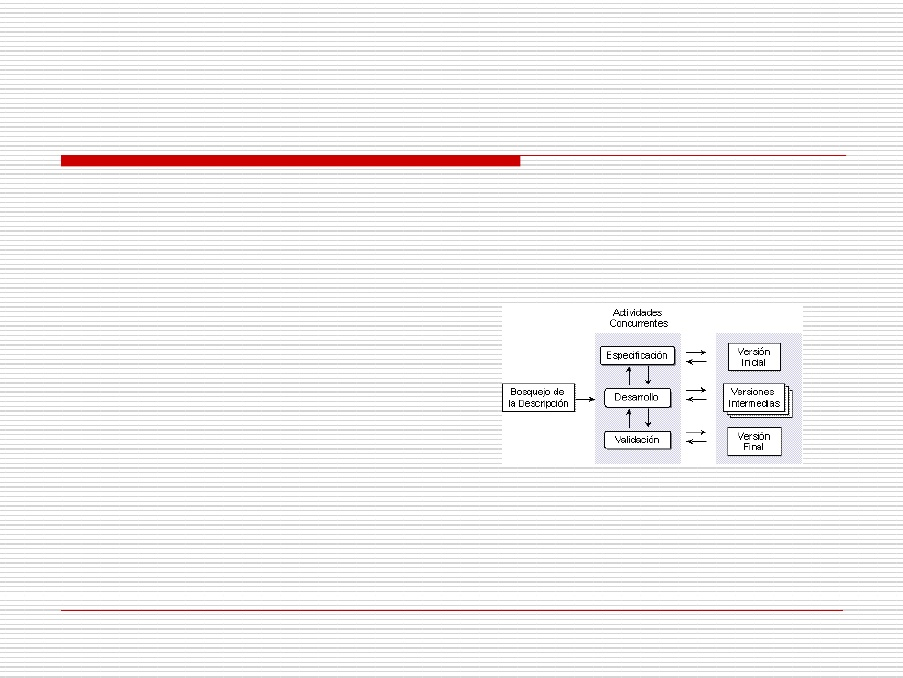 Actividades
Concurrentes
Especificación
Versión
Inicial
Bosquejo de
la Descripción
Desarrollo
Versiones
Intermedias
Validación
Versión
Final